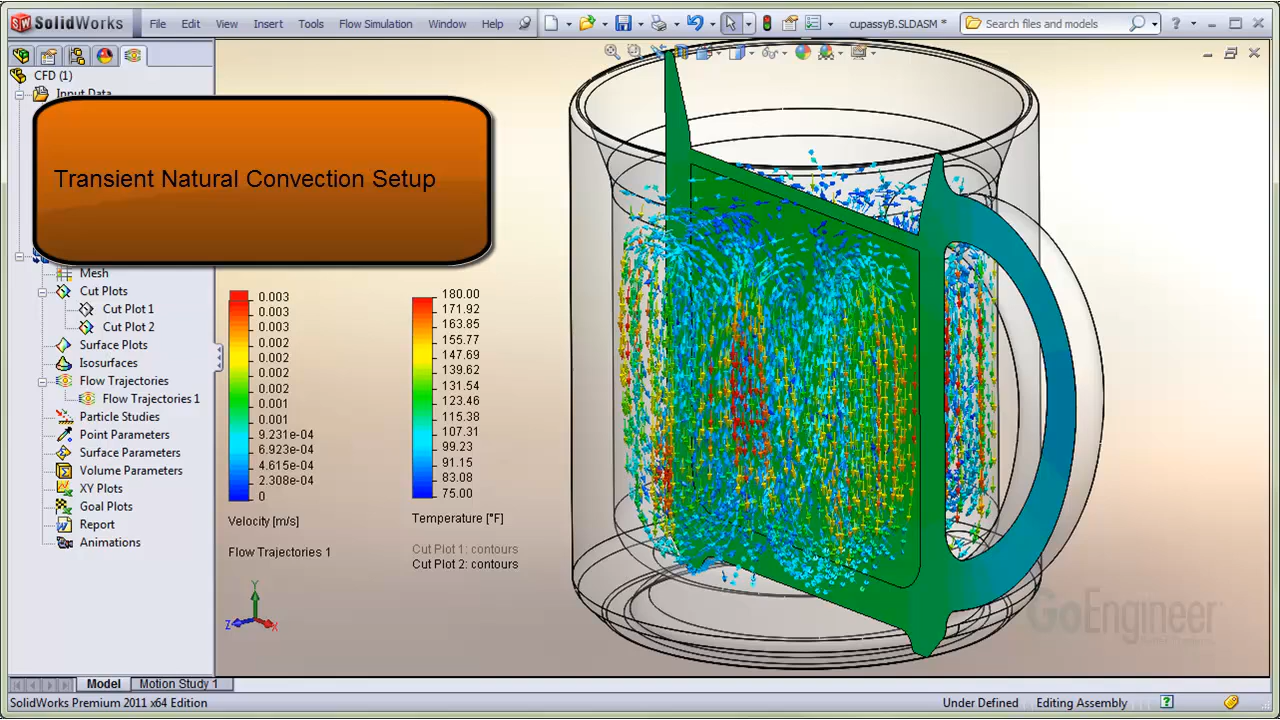 SolidWorks File Edit View Insert Tools Flow Simulation Window Help cupassyB.SLDASM * Search files and models
CFD (1)
Input Data
Transient Natural Convection Setup
Mesh
Cut Plots
Cut Plot 1
Cut Plot 2
Surface Plots
Isosurfaces
Flow Trajectories
Flow Trajectories 1
Particle Studies
Point Parameters
Surface Parameters
Volume Parameters
XY Plots
Goal Plots
Report
Animations
0.003
0.003
0.003
0.002
0.002
0.002
0.002
0.001
0.001
9.231e-04
6.923e-04
4.615e-04
2.308e-04
0
Velocity [m/s]
Flow Trajectories 1
180.00
171.92
163.85
155.77
147.69
139.62
131.54
123.46
115.38
107.31
99.23
91.15
83.08
75.00
Temperature [°F]
Cut Plot 1: contours
Cut Plot 2: contours
Y
Z
X
GoEngineer
Model Motion Study 1
SolidWorks Premium 2011 x64 Edition Under Defined Editing Assembly